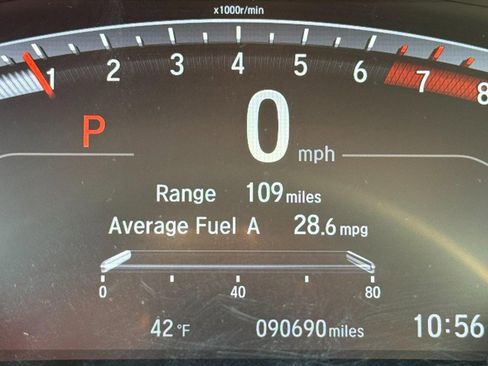 x1000r/min
1 2 3 4 5 6 7 8
P 0 mph
Range 109 miles
Average Fuel A 28.6 mpg
0 40 80
42 °F 090690 miles 10:56